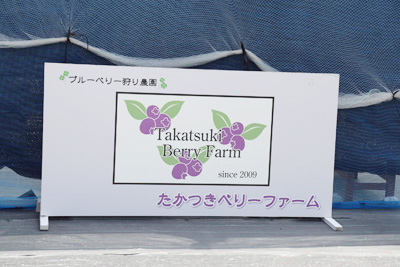 ブルーベリー狩り農園
Takatsuki
Berry Farm
since 2009
たかつきベリーファーム